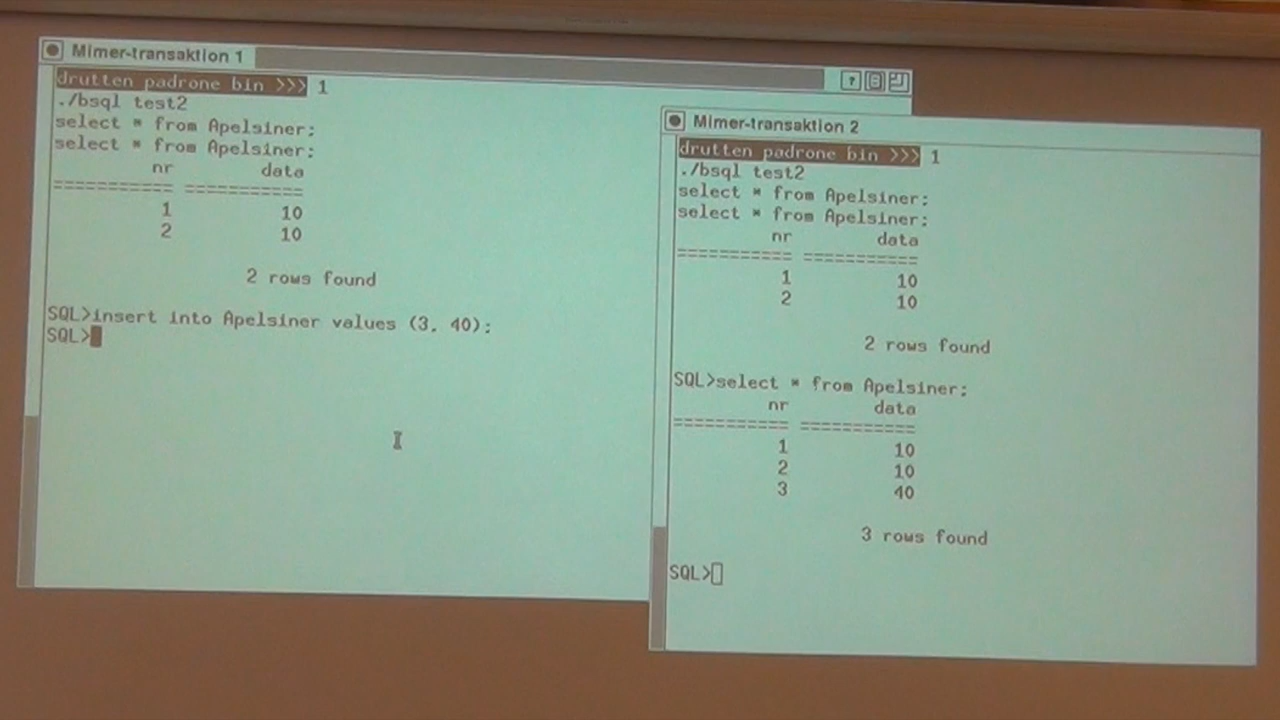 Mimer-transaktion 1
drutten padrone bin >>> 1
./bsql test2
select * from Apelsiner;
select * from Apelsiner;
nr data
=========== ===========
1 10
2 10
2 rows found
SQL>insert into Apelsiner values (3, 40);
SQL>
Mimer-transaktion 2
drutten padrone bin >>> 1
./bsql test2
select * from Apelsiner;
select * from Apelsiner;
nr data
=========== ===========
1 10
2 10
2 rows found
SQL>select * from Apelsiner;
nr data
=========== ===========
1 10
2 10
3 40
3 rows found
SQL>